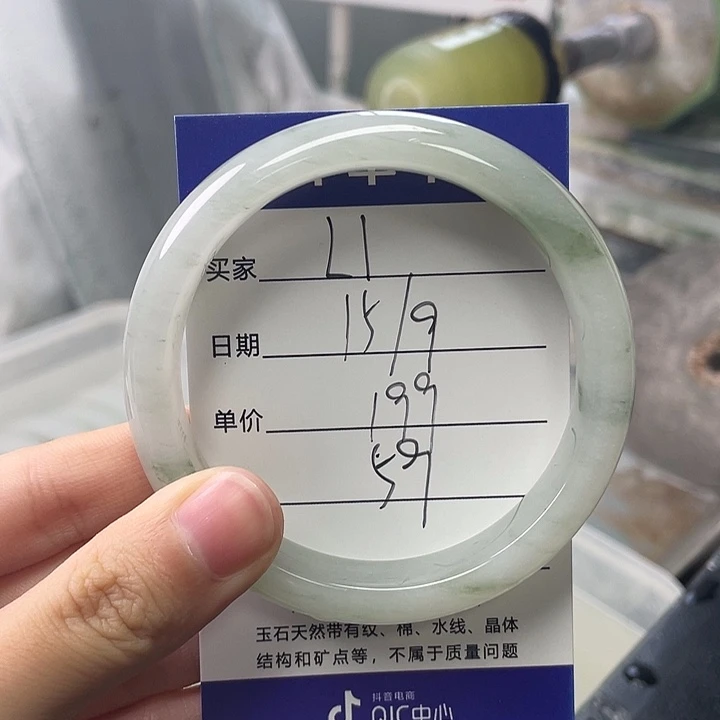 买家 L1
日期 15/9
单价 199
59
玉石天然带有纹、棉、水线、晶体
结构和矿点等，不属于质量问题
抖音电商
QIC中心